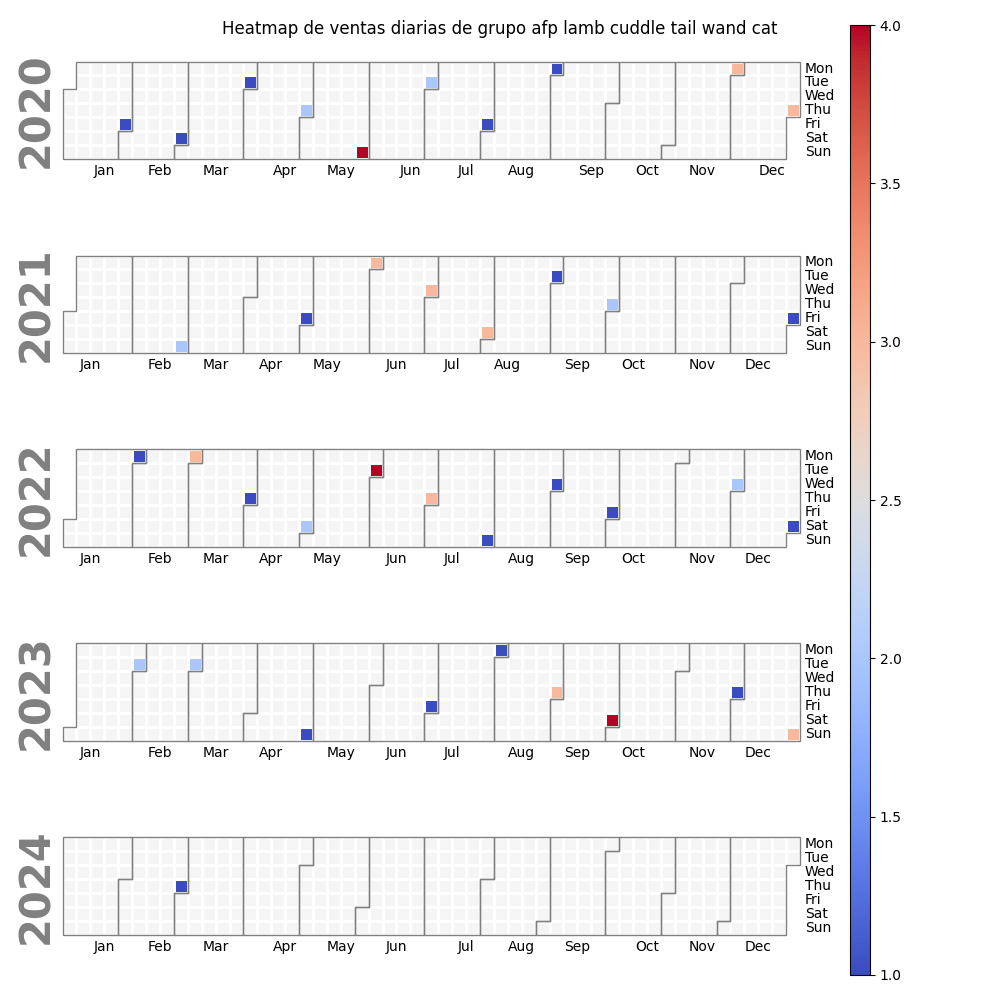 Heatmap de ventas diarias de grupo afp lamb cuddle tail wand cat
2020
Mon
Tue
Wed
Thu
Fri
Sat
Sun
Jan Feb Mar Apr May Jun Jul Aug Sep Oct Nov Dec
2021
Mon
Tue
Wed
Thu
Fri
Sat
Sun
Jan Feb Mar Apr May Jun Jul Aug Sep Oct Nov Dec
2022
Mon
Tue
Wed
Thu
Fri
Sat
Sun
Jan Feb Mar Apr May Jun Jul Aug Sep Oct Nov Dec
2023
Mon
Tue
Wed
Thu
Fri
Sat
Sun
Jan Feb Mar Apr May Jun Jul Aug Sep Oct Nov Dec
2024
Mon
Tue
Wed
Thu
Fri
Sat
Sun
Jan Feb Mar Apr May Jun Jul Aug Sep Oct Nov Dec
4.0
3.5
3.0
2.5
2.0
1.5
1.0